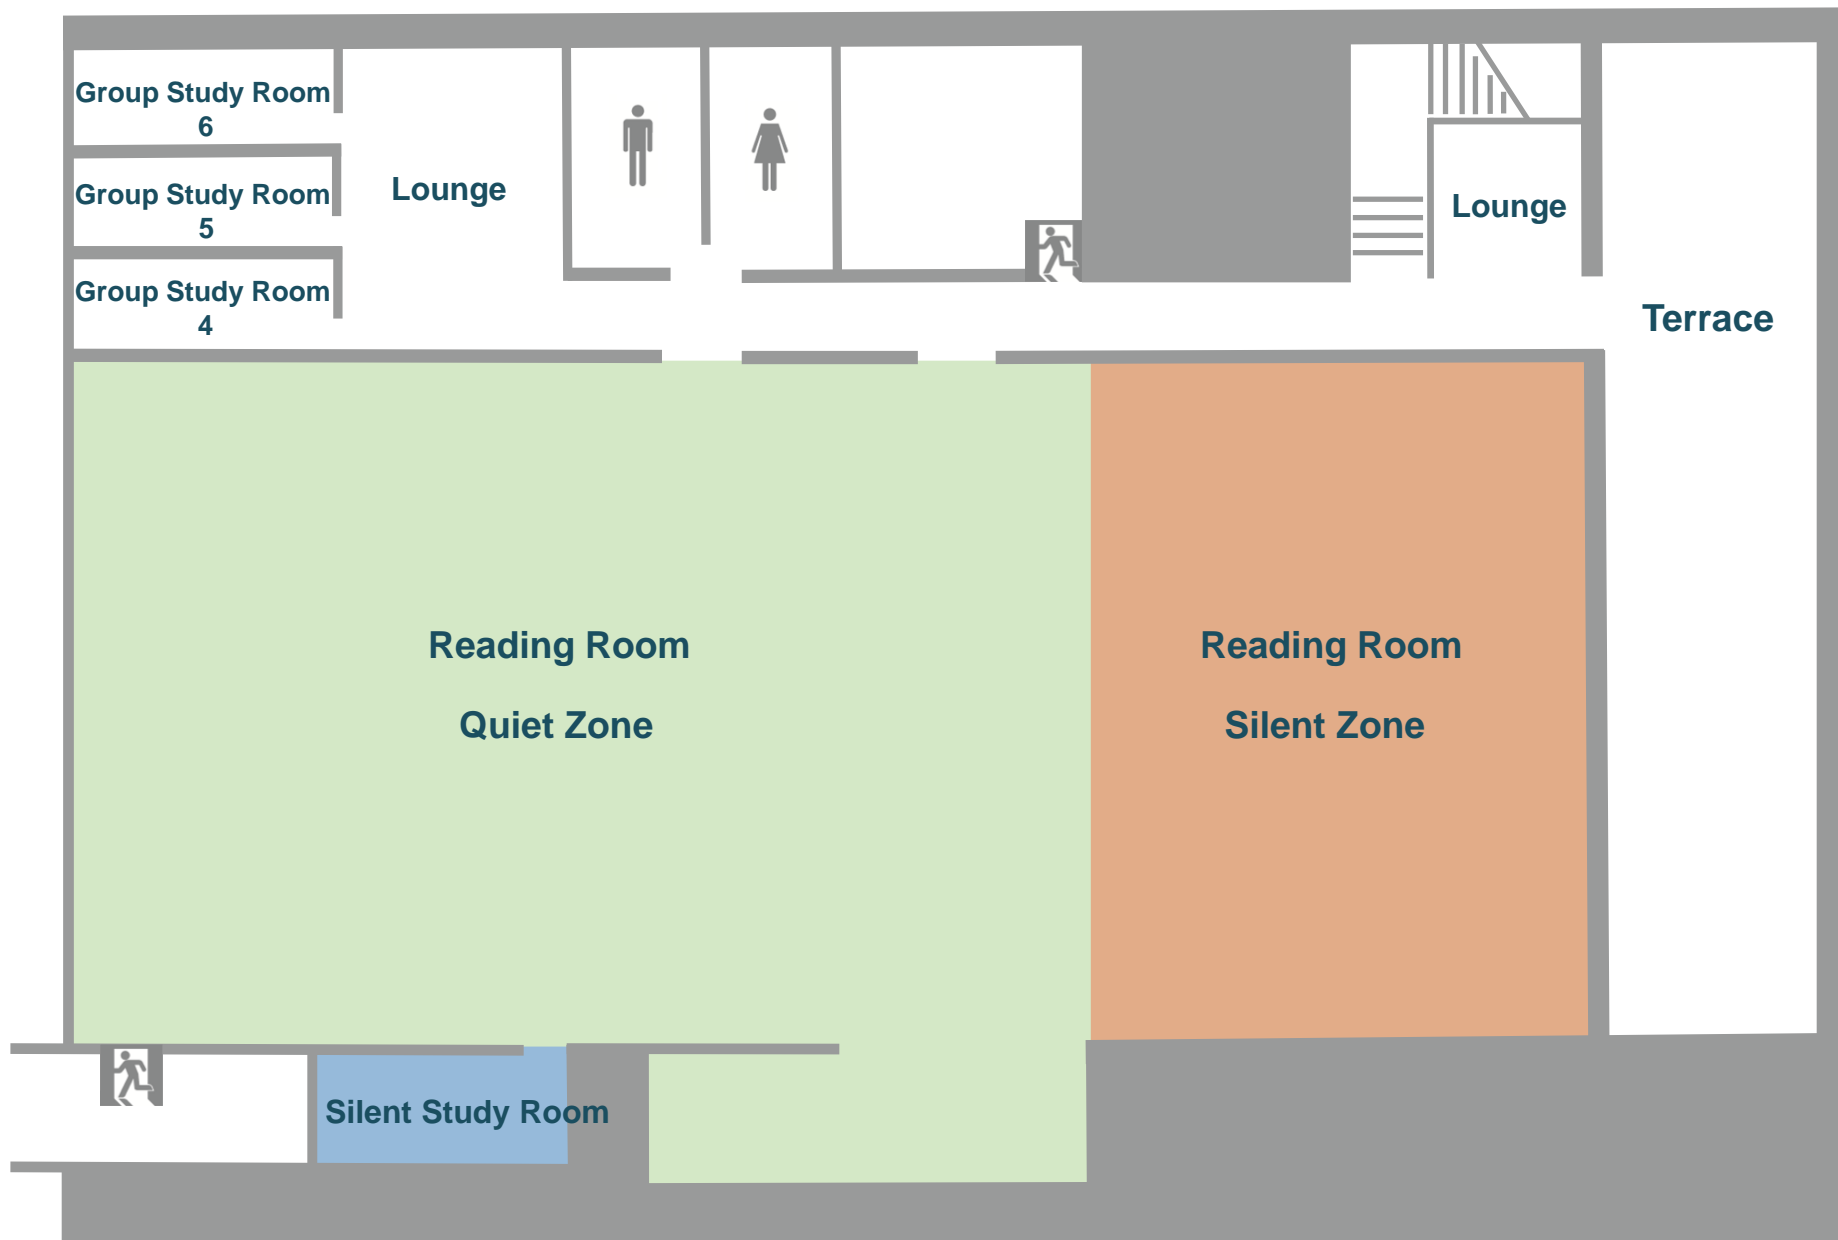 Group Study Room
6
Group Study Room
5
Group Study Room
4
Lounge
Lounge
Terrace
Reading Room
Quiet Zone
Reading Room
Silent Zone
Silent Study Room